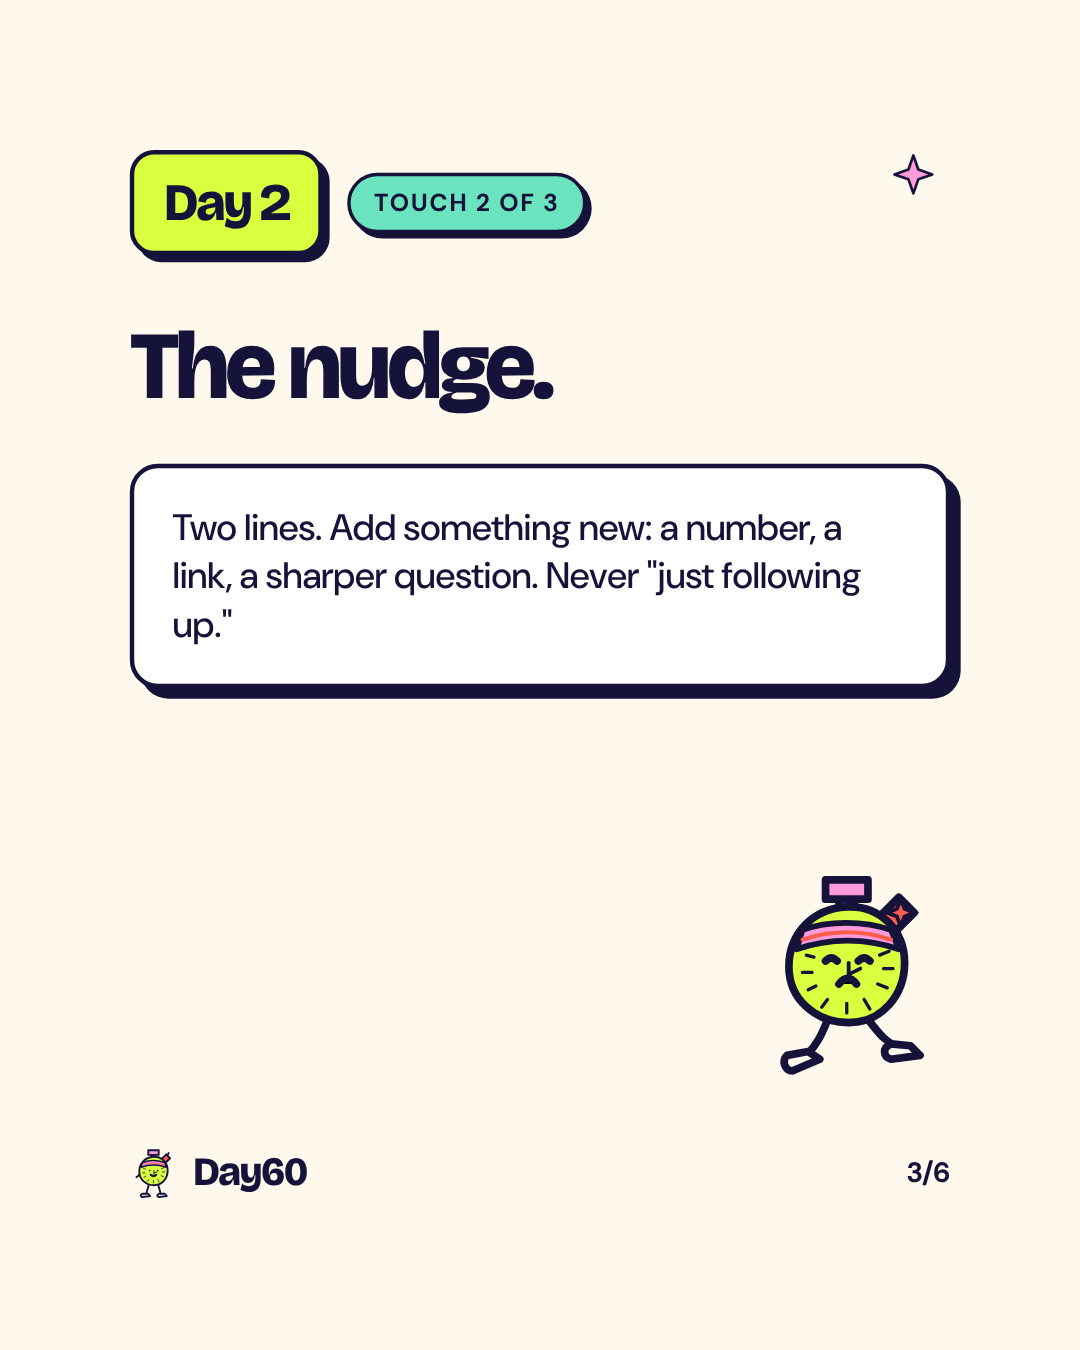 Day 2
TOUCH 2 OF 3
The nudge.
Two lines. Add something new: a number, a
link, a sharper question. Never "just following
up."
Day60
3/6